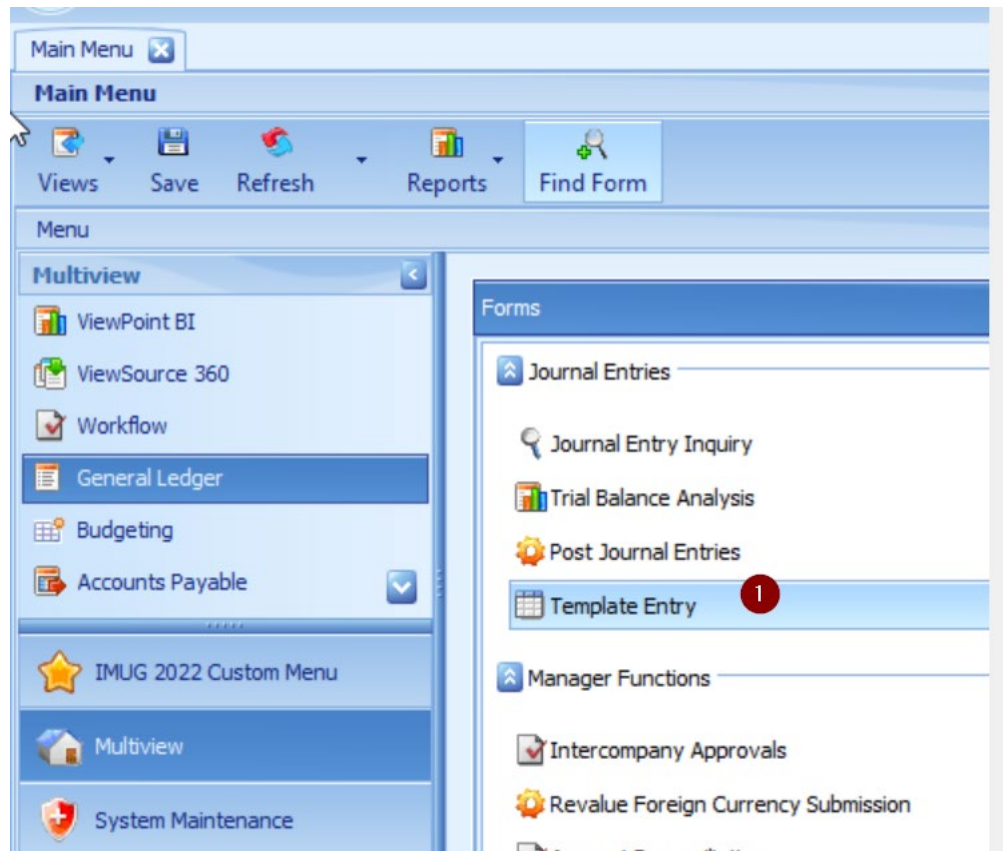 Main Menu
Main Menu
Views
Save
Refresh
Reports
Find Form
Menu
Multiview
ViewPoint BI
ViewSource 360
Workflow
General Ledger
Budgeting
Accounts Payable
IMUG 2022 Custom Menu
Multiview
System Maintenance
Forms
Journal Entries
Journal Entry Inquiry
Trial Balance Analysis
Post Journal Entries
Template Entry
1
Manager Functions
Intercompany Approvals
Revalue Foreign Currency Submission